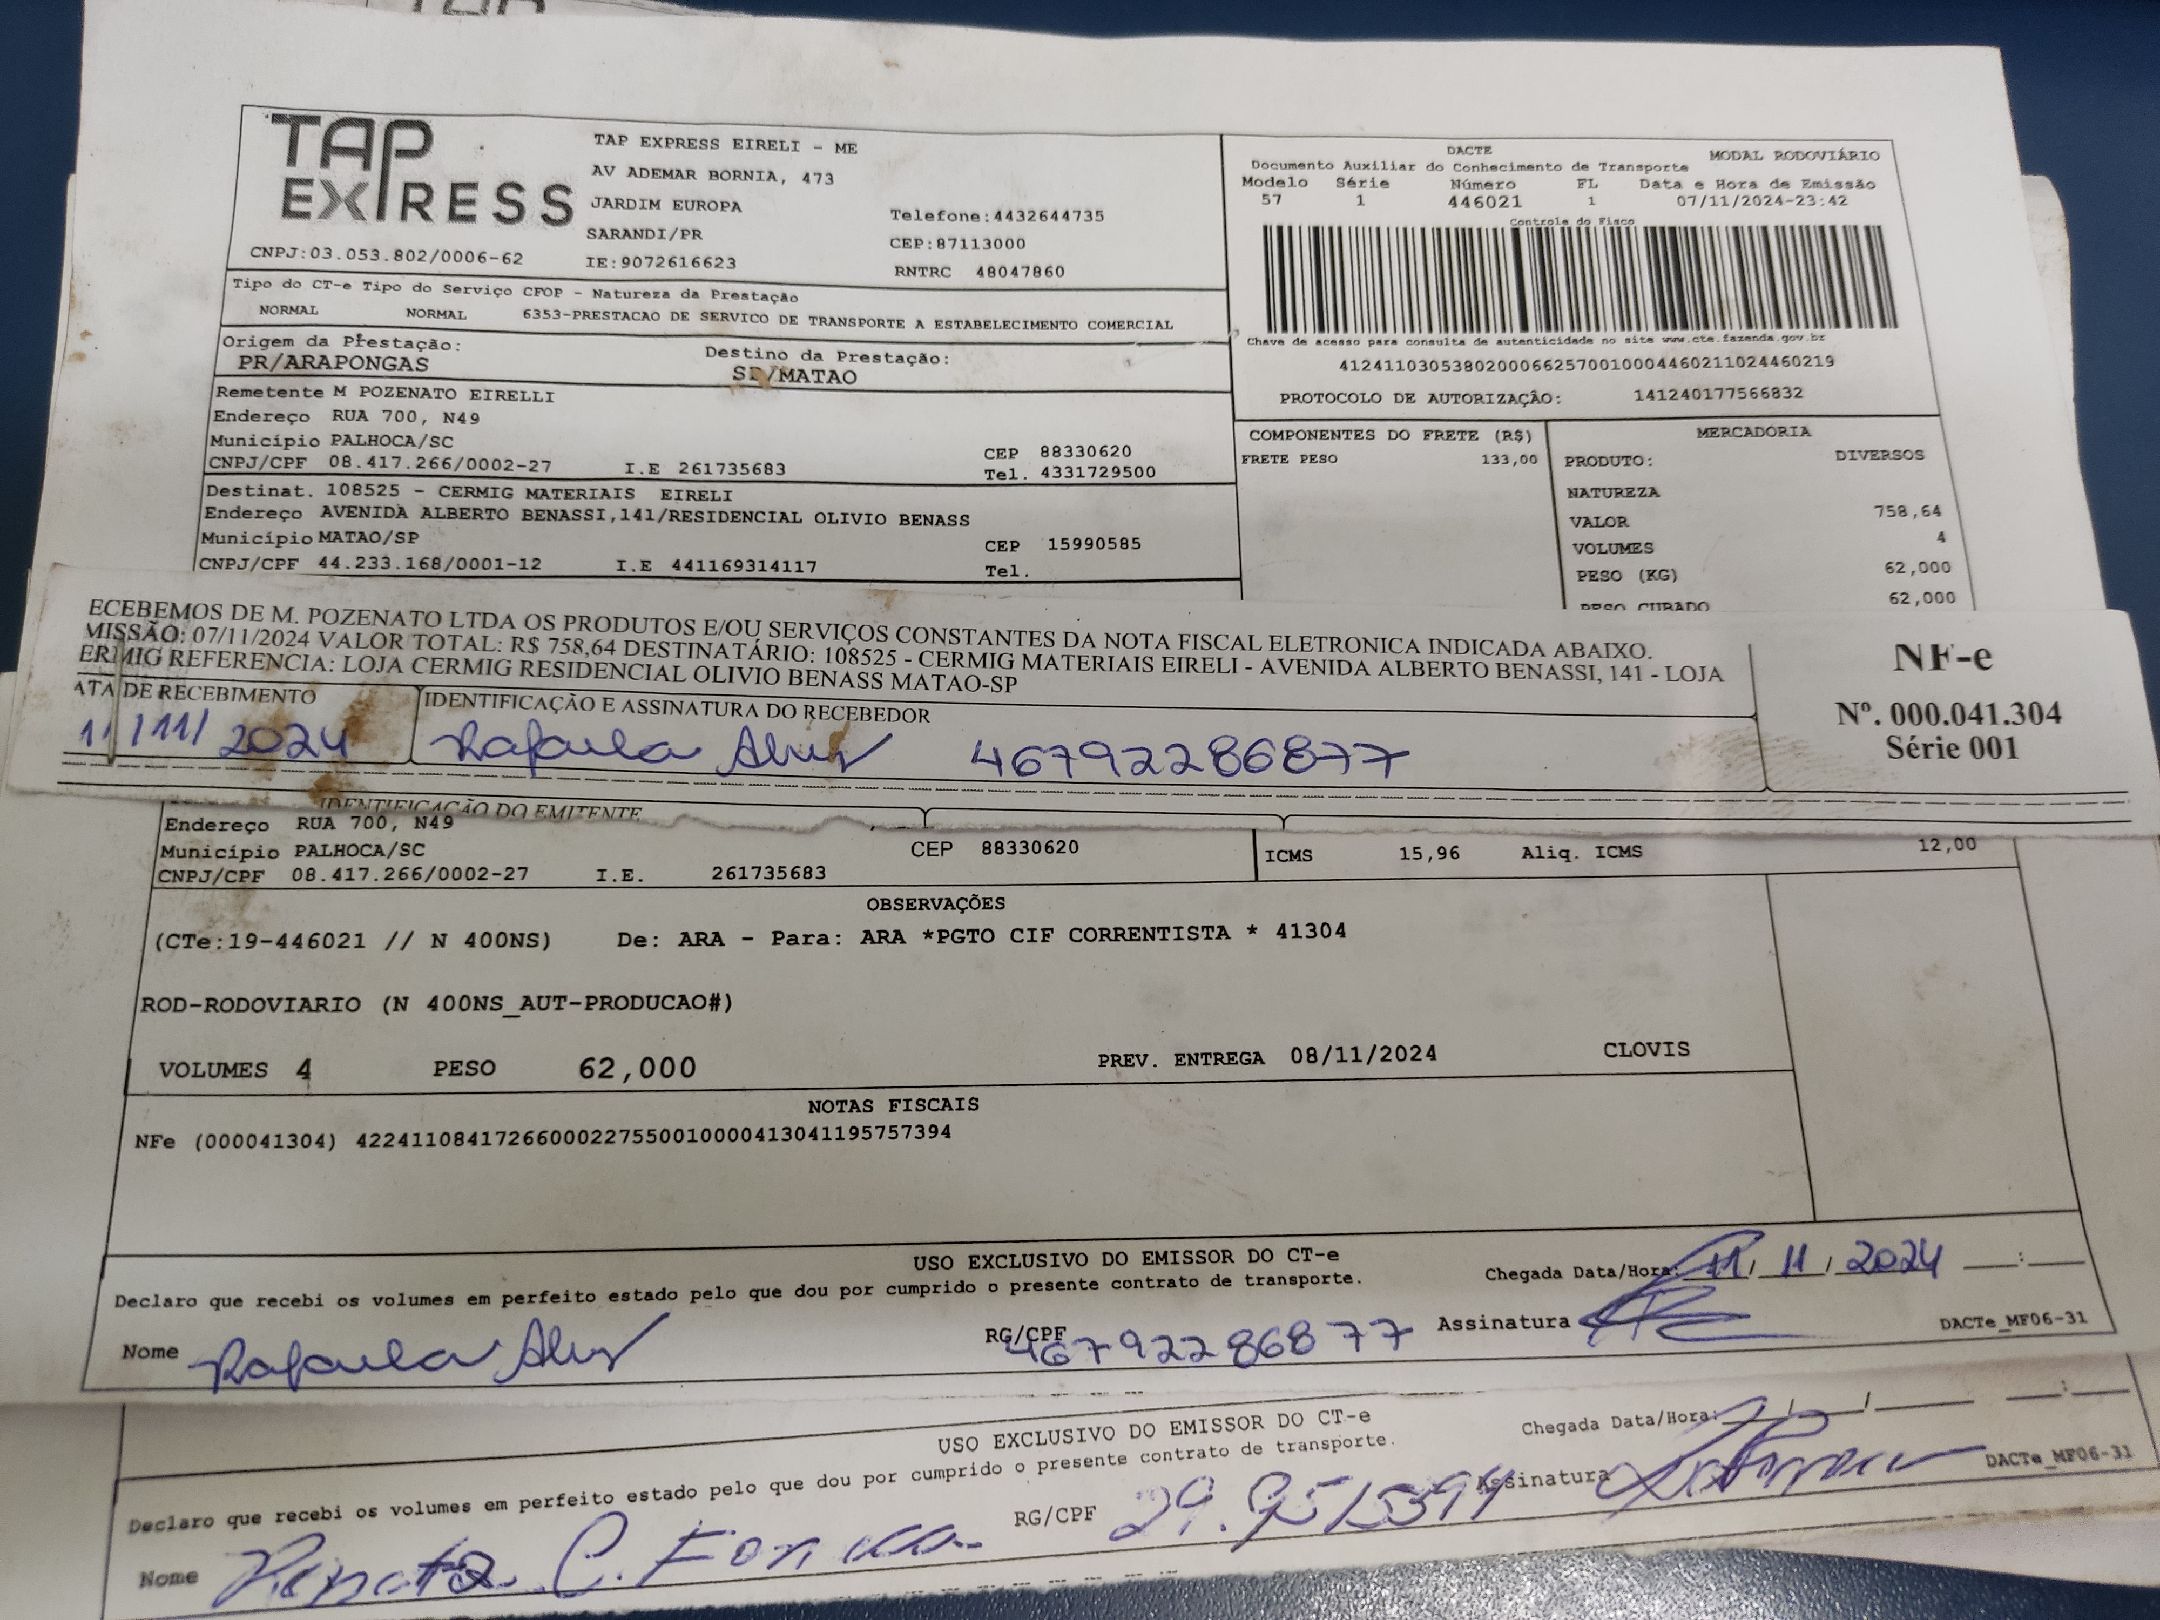 TAP EXPRESS
TAP EXPRESS EIRELI - ME
AV ADEMAR BORNIA, 473
JARDIM EUROPA
SARANDI/PR
IE:9072616623
Telefone:4432644735
CEP:87113000
RNTRC 48047860
CNPJ:03.053.802/0006-62
DACTE MODAL RODOVIÁRIO
Documento Auxiliar do Conhecimento de Transporte
Modelo Série Número FL Data e Hora de Emissão
57 1 446021 1 07/11/2024-23:42
Controle do Fisco
Chave de acesso para consulta de autenticidade no site www.cte.fazenda.gov.br
41241103053802000662570010004460211024460219
PROTOCOLO DE AUTORIZAÇÃO: 141240177566832
Tipo do CT-e Tipo do Serviço CFOP - Natureza da Prestação
NORMAL NORMAL 6353-PRESTACAO DE SERVICO DE TRANSPORTE A ESTABELECIMENTO COMERCIAL
Origem da Prestação: Destino da Prestação:
PR/ARAPONGAS SP/MATAO
Remetente M POZENATO EIRELLI
Endereço RUA 700, N49
Município PALHOCA/SC CEP 88330620
CNPJ/CPF 08.417.266/0002-27 I.E 261735683 Tel. 4331729500
Destinat. 108525 - CERMIG MATERIAIS EIRELI
Endereço AVENIDA ALBERTO BENASSI,141/RESIDENCIAL OLIVIO BENASS
Município MATAO/SP CEP 15990585
CNPJ/CPF 44.233.168/0001-12 I.E 441169314117 Tel.
COMPONENTES DO FRETE (R$)
FRETE PESO 133,00
MERCADORIA
PRODUTO: DIVERSOS
NATUREZA
VALOR 758,64
VOLUMES 4
PESO (KG) 62,000
PESO CUBADO 62,000
ECEBEMOS DE M. POZENATO LTDA OS PRODUTOS E/OU SERVIÇOS CONSTANTES DA NOTA FISCAL ELETRONICA INDICADA ABAIXO.
MISSÃO: 07/11/2024 VALOR TOTAL: R$ 758,64 DESTINATÁRIO: 108525 - CERMIG MATERIAIS EIRELI - AVENIDA ALBERTO BENASSI, 141 - LOJA
ERMIG REFERENCIA: LOJA CERMIG RESIDENCIAL OLIVIO BENASS MATAO-SP
ATA DE RECEBIMENTO IDENTIFICAÇÃO E ASSINATURA DO RECEBEDOR
11/11/2024 Rafaela Alves 46792286877
NF-e
Nº. 000.041.304
Série 001
IDENTIFICAÇÃO DO EMITENTE
Endereço RUA 700, N49
Município PALHOCA/SC CEP 88330620
CNPJ/CPF 08.417.266/0002-27 I.E. 261735683
ICMS 15,96 Aliq. ICMS 12,00
OBSERVAÇÕES
(CTe:19-446021 // N 400NS) De: ARA - Para: ARA *PGTO CIF CORRENTISTA * 41304
ROD-RODOVIARIO (N 400NS_AUT-PRODUCAO#)
VOLUMES 4 PESO 62,000 PREV. ENTREGA 08/11/2024 CLOVIS
NOTAS FISCAIS
NFe (000041304) 42241108417266000227550010000413041195757394
USO EXCLUSIVO DO EMISSOR DO CT-e
Declaro que recebi os volumes em perfeito estado pelo que dou por cumprido o presente contrato de transporte.
Chegada Data/Hora: 11/11/2024 __:__
Nome Rafaela Alves RG/CPF 46792286877 Assinatura
DACTe_MF06-31
USO EXCLUSIVO DO EMISSOR DO CT-e
Declaro que recebi os volumes em perfeito estado pelo que dou por cumprido o presente contrato de transporte.
Chegada Data/Hora: __/__/____ __:__
Nome Renata C. Fonseca RG/CPF Assinatura
DACTe_MF06-31